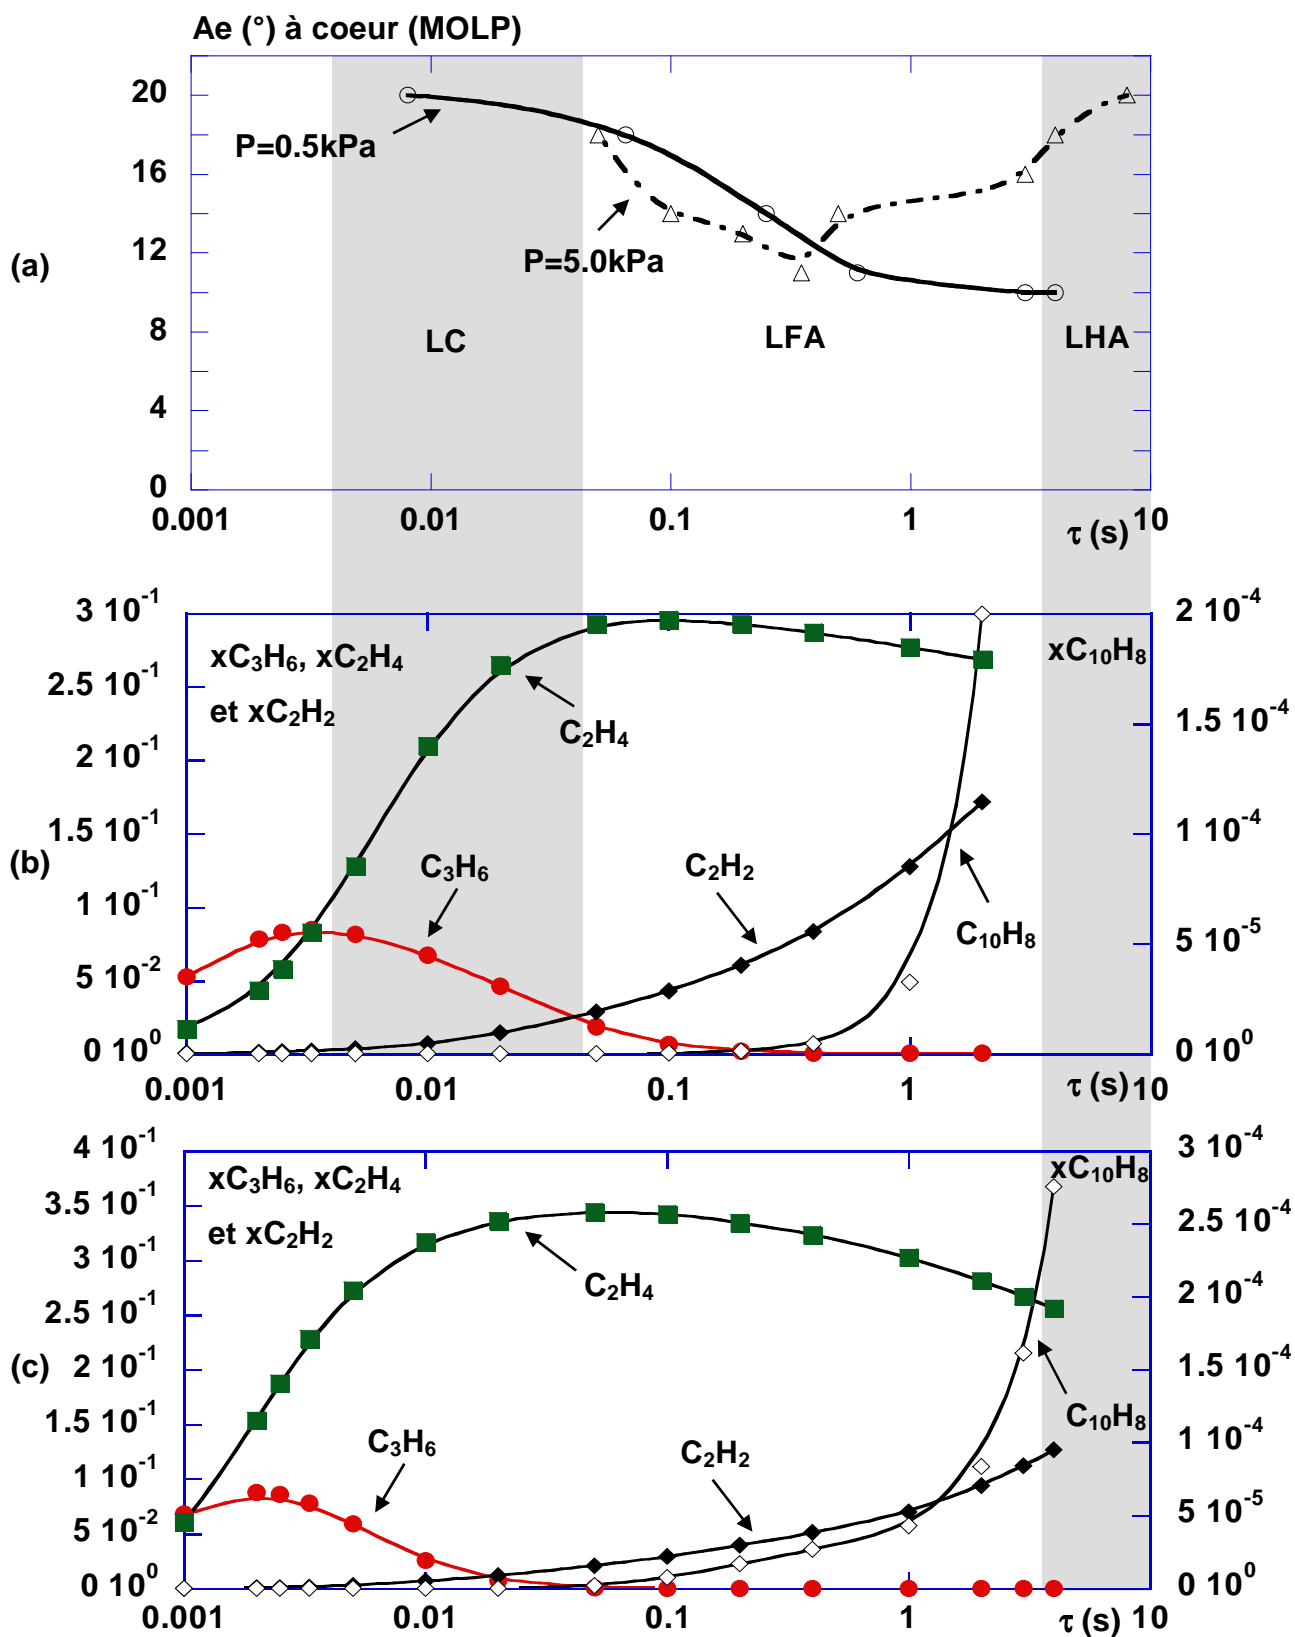 Ae (°) à coeur (MOLP)
20
P=0.5kPa
16
12
P=5.0kPa
(a)
8
LC
LFA
LHA
4
0
0.001
0.01
0.1
1
10
τ (s)
3 10⁻¹
2 10⁻⁴
xC₃H₆, xC₂H₄
et xC₂H₂
xC₁₀H₈
2.5 10⁻¹
C₂H₄
1.5 10⁻⁴
2 10⁻¹
1.5 10⁻¹
1 10⁻⁴
(b)
C₃H₆
C₂H₂
C₁₀H₈
1 10⁻¹
5 10⁻⁵
5 10⁻²
0 10⁰
0 10⁰
0.001
0.01
0.1
1
τ (s)
10
4 10⁻¹
3 10⁻⁴
xC₃H₆, xC₂H₄
et xC₂H₂
xC₁₀H₈
3.5 10⁻¹
2.5 10⁻⁴
3 10⁻¹
C₂H₄
2.5 10⁻¹
2 10⁻⁴
(c)
2 10⁻¹
1.5 10⁻⁴
1.5 10⁻¹
C₃H₆
C₂H₂
C₁₀H₈
1 10⁻⁴
1 10⁻¹
5 10⁻²
5 10⁻⁵
0 10⁰
0 10⁰
0.001
0.01
0.1
1
τ (s)
10